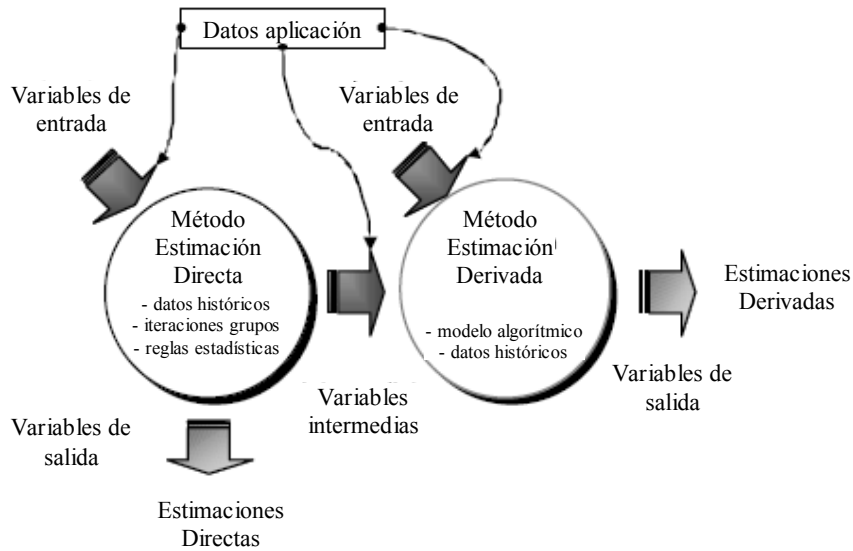 Datos aplicación
Variables de
entrada
Variables de
entrada
Método
Estimación
Directa
- datos históricos
- iteraciones grupos
- reglas estadísticas
Método
Estimación
Derivada
- modelo algorítmico
- datos históricos
Estimaciones
Derivadas
Variables de
salida
Variables
intermedias
Variables de
salida
Estimaciones
Directas